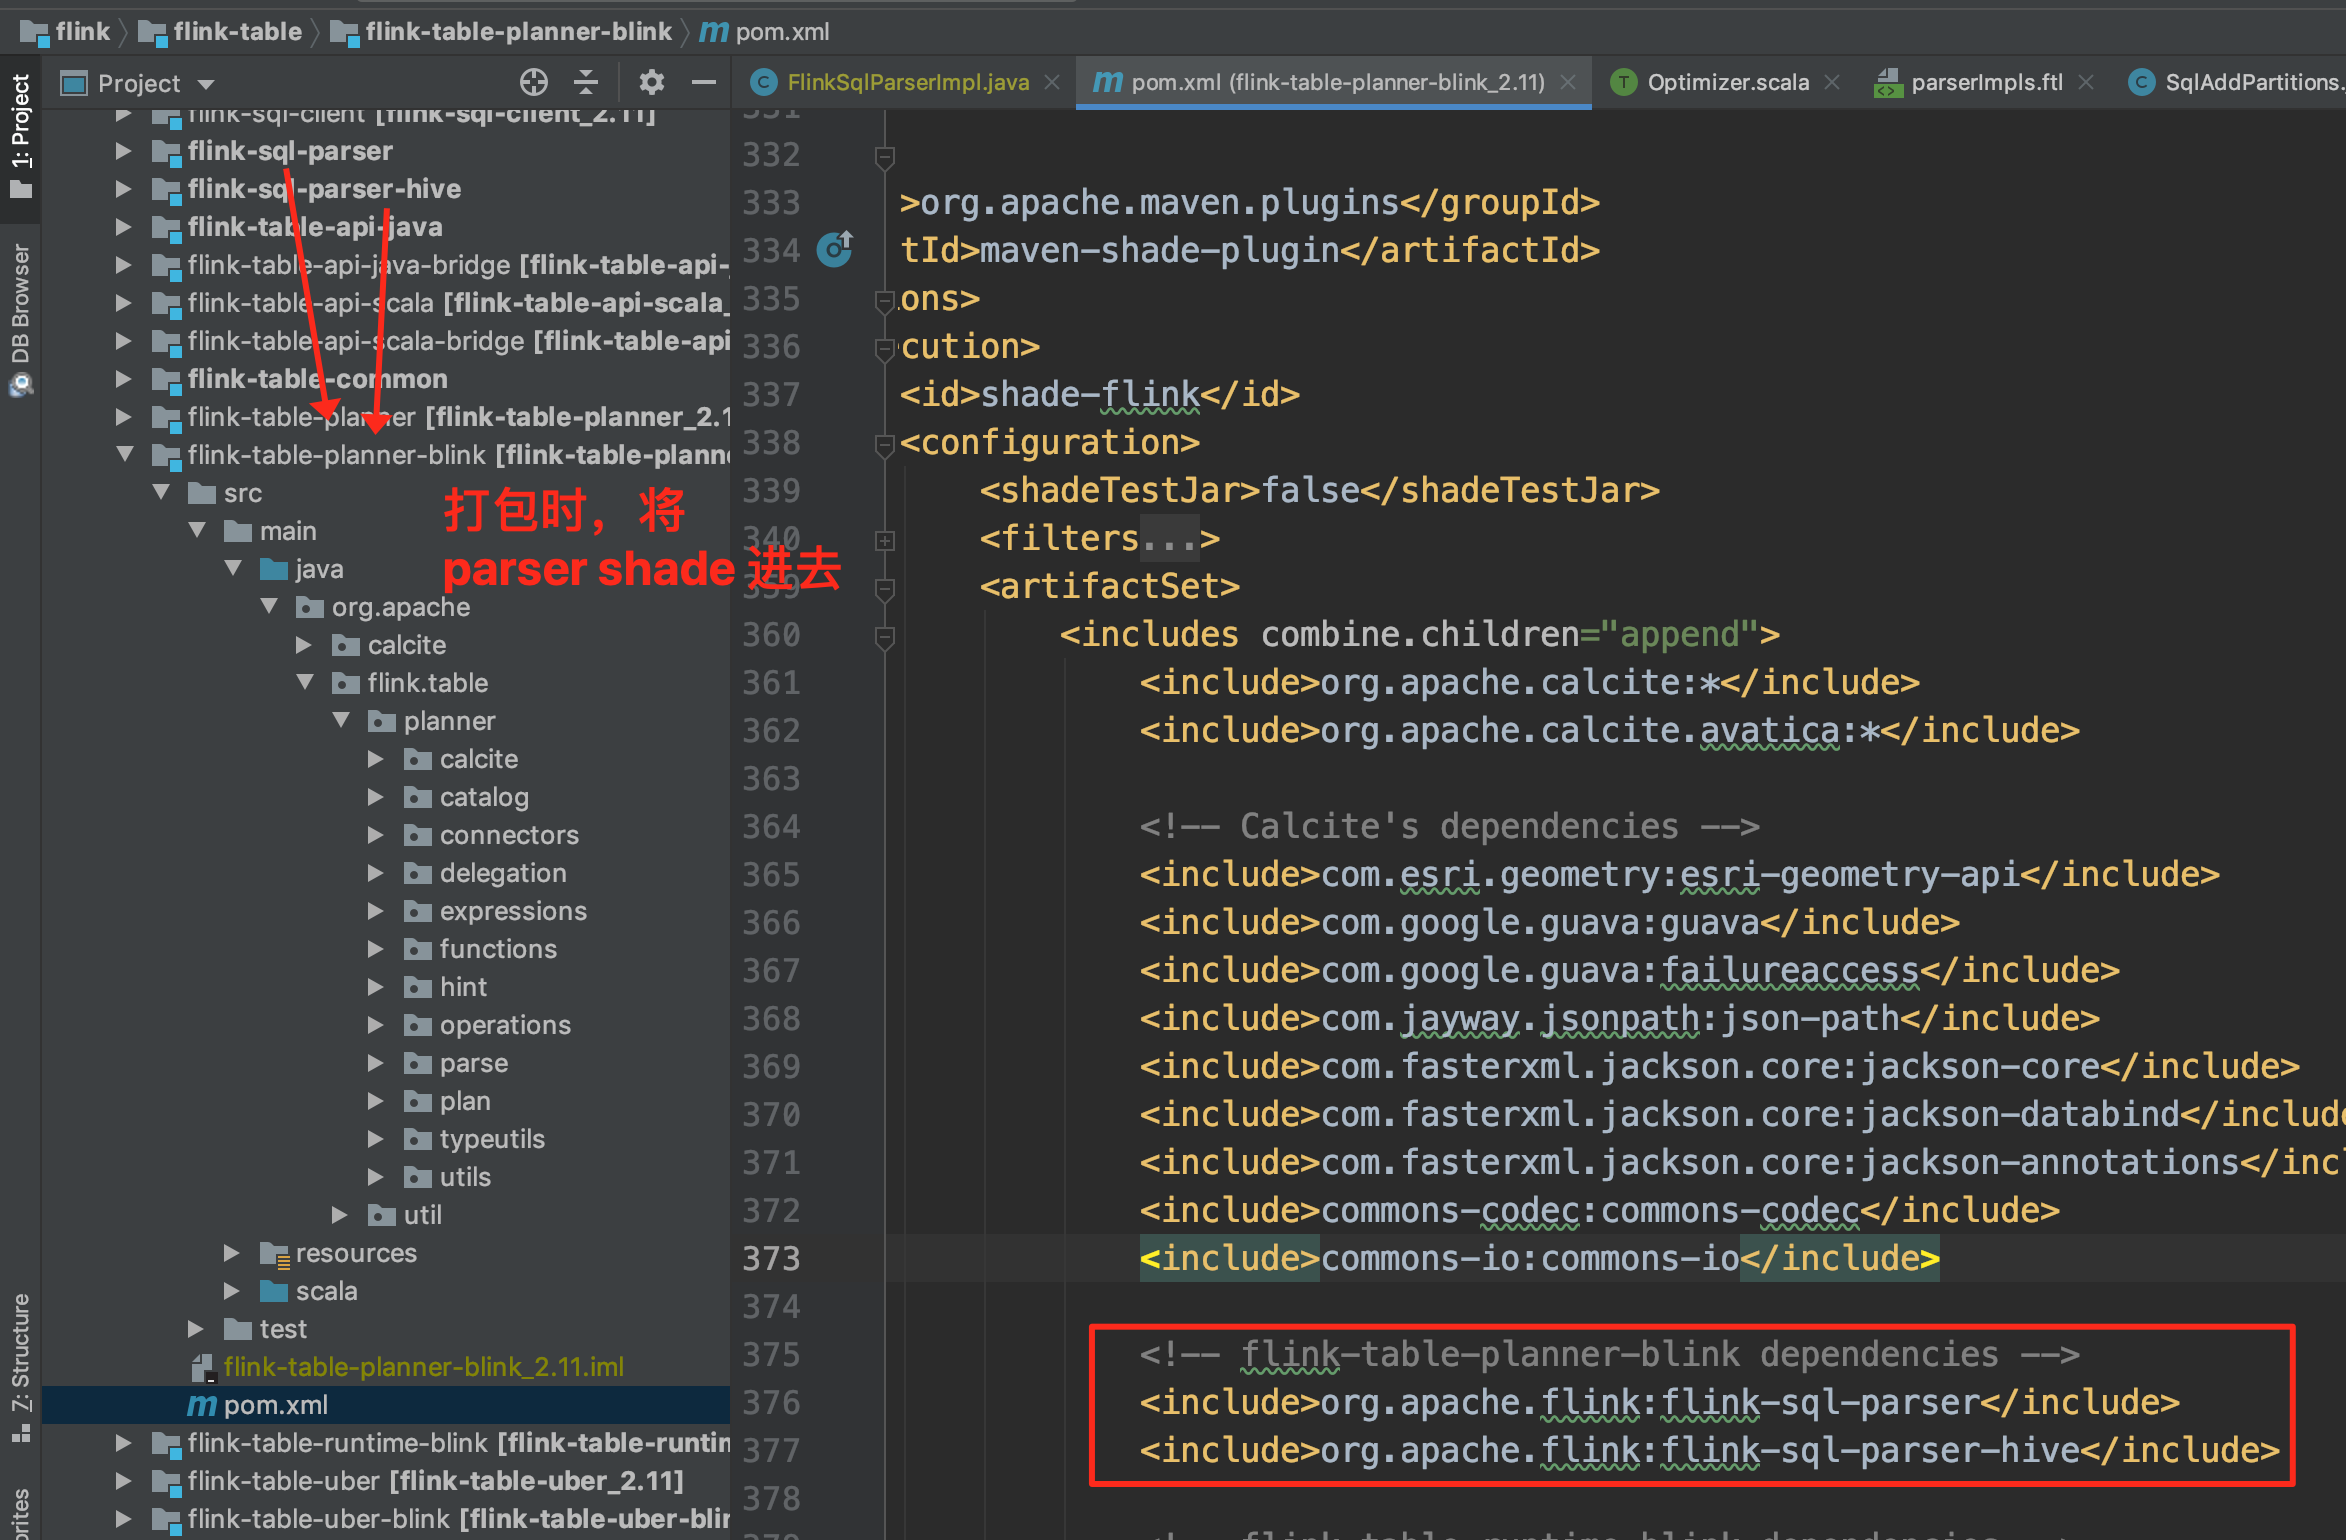 flink
flink-table
flink-table-planner-blink
m pom.xml
1: Project
DB Browser
Z: Structure
Project
flink-sql-client [flink-sql-client_2.11]
flink-sql-parser
flink-sql-parser-hive
flink-table-api-java
flink-table-api-java-bridge [flink-table-api-
flink-table-api-scala [flink-table-api-scala_
flink-table-api-scala-bridge [flink-table-api
flink-table-common
flink-table-planner [flink-table-planner_2.1
flink-table-planner-blink [flink-table-plann
src
main
java
org.apache
calcite
flink.table
planner
calcite
catalog
connectors
delegation
expressions
functions
hint
operations
parse
plan
typeutils
utils
util
resources
scala
test
flink-table-planner-blink_2.11.iml
m pom.xml
flink-table-runtime-blink [flink-table-runtin
flink-table-uber [flink-table-uber_2.11]
flink-table-uber-blink [flink-table-uber-blin
打包时，将
parser shade 进去
C FlinkSqlParserImpl.java
m pom.xml (flink-table-planner-blink_2.11)
T Optimizer.scala
parserImpls.ftl
C SqlAddPartitions.
331
332
333 >org.apache.maven.plugins</groupId>
334 tId>maven-shade-plugin</artifactId>
335 ons>
336 cution>
337 <id>shade-flink</id>
338 <configuration>
339 <shadeTestJar>false</shadeTestJar>
340 <filters...>
359 <artifactSet>
360 <includes combine.children="append">
361 <include>org.apache.calcite:*</include>
362 <include>org.apache.calcite.avatica:*</include>
363
364 <!-- Calcite's dependencies -->
365 <include>com.esri.geometry:esri-geometry-api</include>
366 <include>com.google.guava:guava</include>
367 <include>com.google.guava:failureaccess</include>
368 <include>com.jayway.jsonpath:json-path</include>
369 <include>com.fasterxml.jackson.core:jackson-core</include>
370 <include>com.fasterxml.jackson.core:jackson-databind</include
371 <include>com.fasterxml.jackson.core:jackson-annotations</incl
372 <include>commons-codec:commons-codec</include>
373 <include>commons-io:commons-io</include>
374
375 <!-- flink-table-planner-blink dependencies -->
376 <include>org.apache.flink:flink-sql-parser</include>
377 <include>org.apache.flink:flink-sql-parser-hive</include>
378
379 <!-- flink-table-runtime-blink dependencies -->